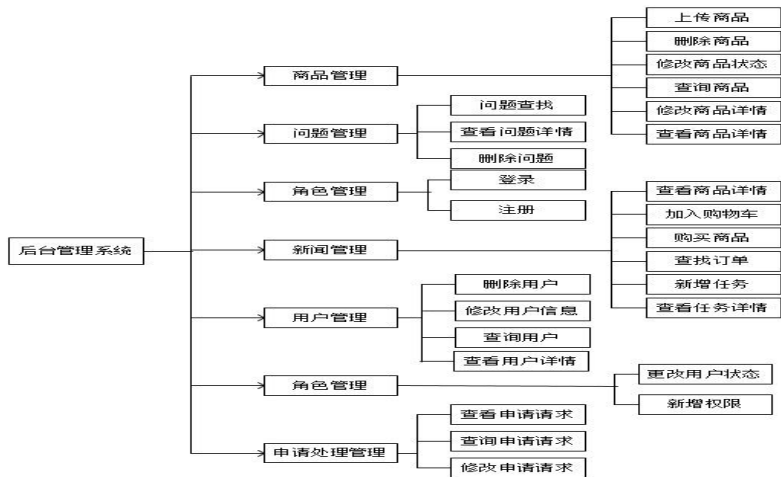 后台管理系统
商品管理
上传商品
删除商品
修改商品状态
查询商品
修改商品详情
查看商品详情
问题管理
问题查找
查看问题详情
删除问题
角色管理
登录
注册
新闻管理
查看商品详情
加入购物车
购买商品
查找订单
新增任务
查看任务详情
用户管理
删除用户
修改用户信息
查询用户
查看用户详情
角色管理
更改用户状态
新增权限
申请处理管理
查看申请请求
查询申请请求
修改申请请求